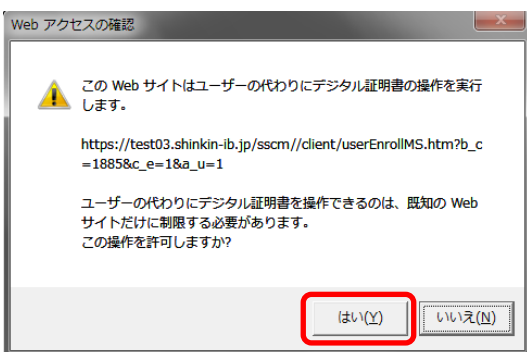 Web アクセスの確認
この Web サイトはユーザーの代わりにデジタル証明書の操作を実行
します。
https://test03.shinkin-ib.jp/sscm//client/userEnrollMS.htm?b_c
=1885&c_e=1&a_u=1
ユーザーの代わりにデジタル証明書を操作できるのは、既知の Web
サイトだけに制限する必要があります。
この操作を許可しますか?
はい(Y) いいえ(N)